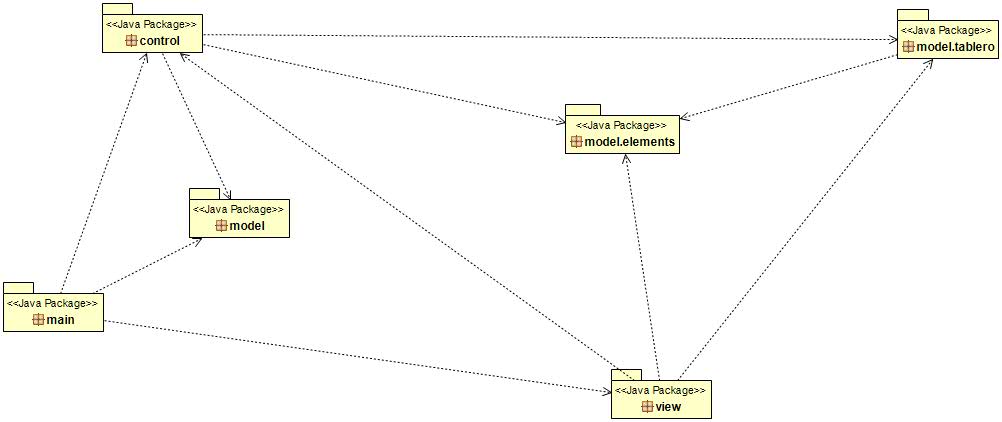 <<Java Package>>
control
<<Java Package>>
model.tablero
<<Java Package>>
model.elements
<<Java Package>>
model
<<Java Package>>
main
<<Java Package>>
view